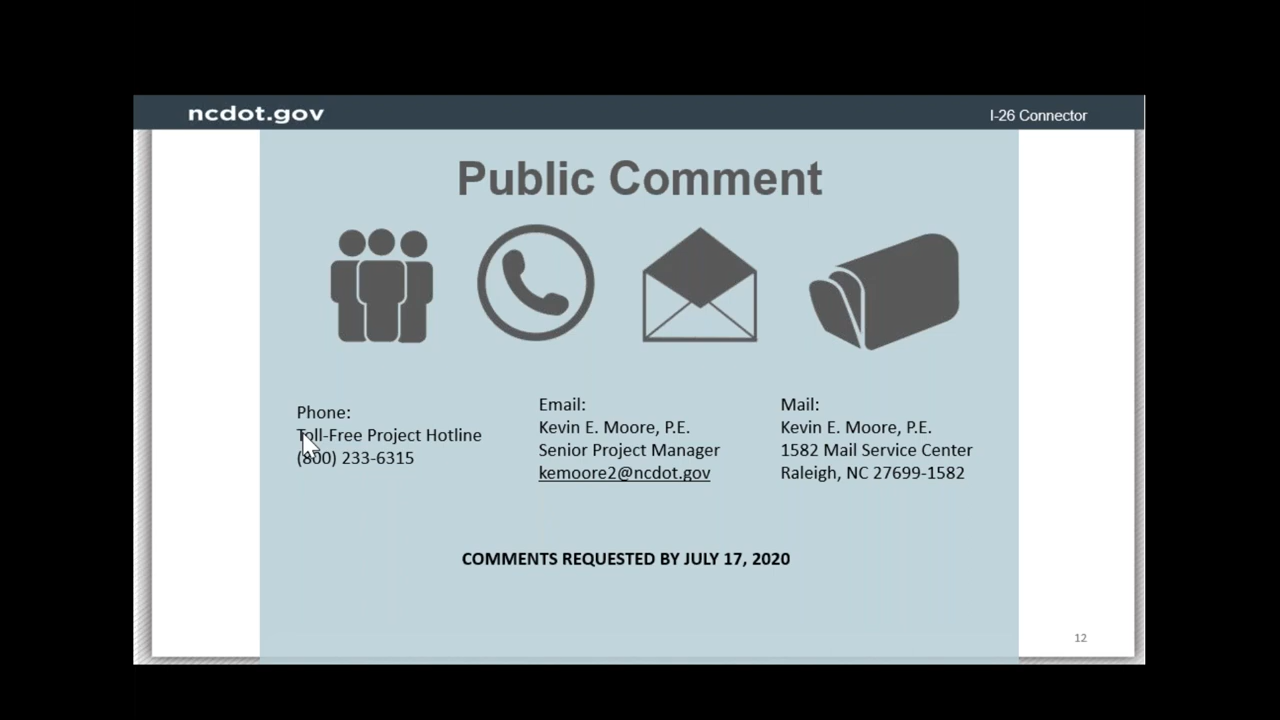 ncdot.gov
I-26 Connector
Public Comment
Phone:
Toll-Free Project Hotline
(800) 233-6315
Email:
Kevin E. Moore, P.E.
Senior Project Manager
kemoore2@ncdot.gov
Mail:
Kevin E. Moore, P.E.
1582 Mail Service Center
Raleigh, NC 27699-1582
COMMENTS REQUESTED BY JULY 17, 2020
12